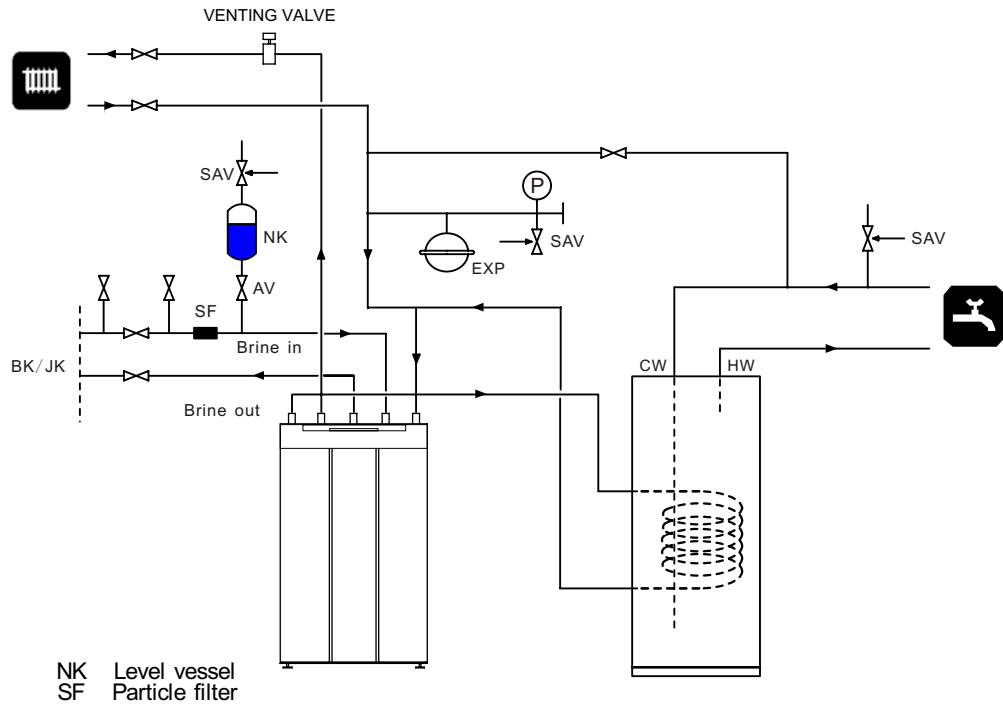 VENTING VALVE
SAV
NK
P
SAV
EXP
SAV
AV
SF
Brine in
BK/JK
Brine out
CW
HW
NK Level vessel
SF Particle filter